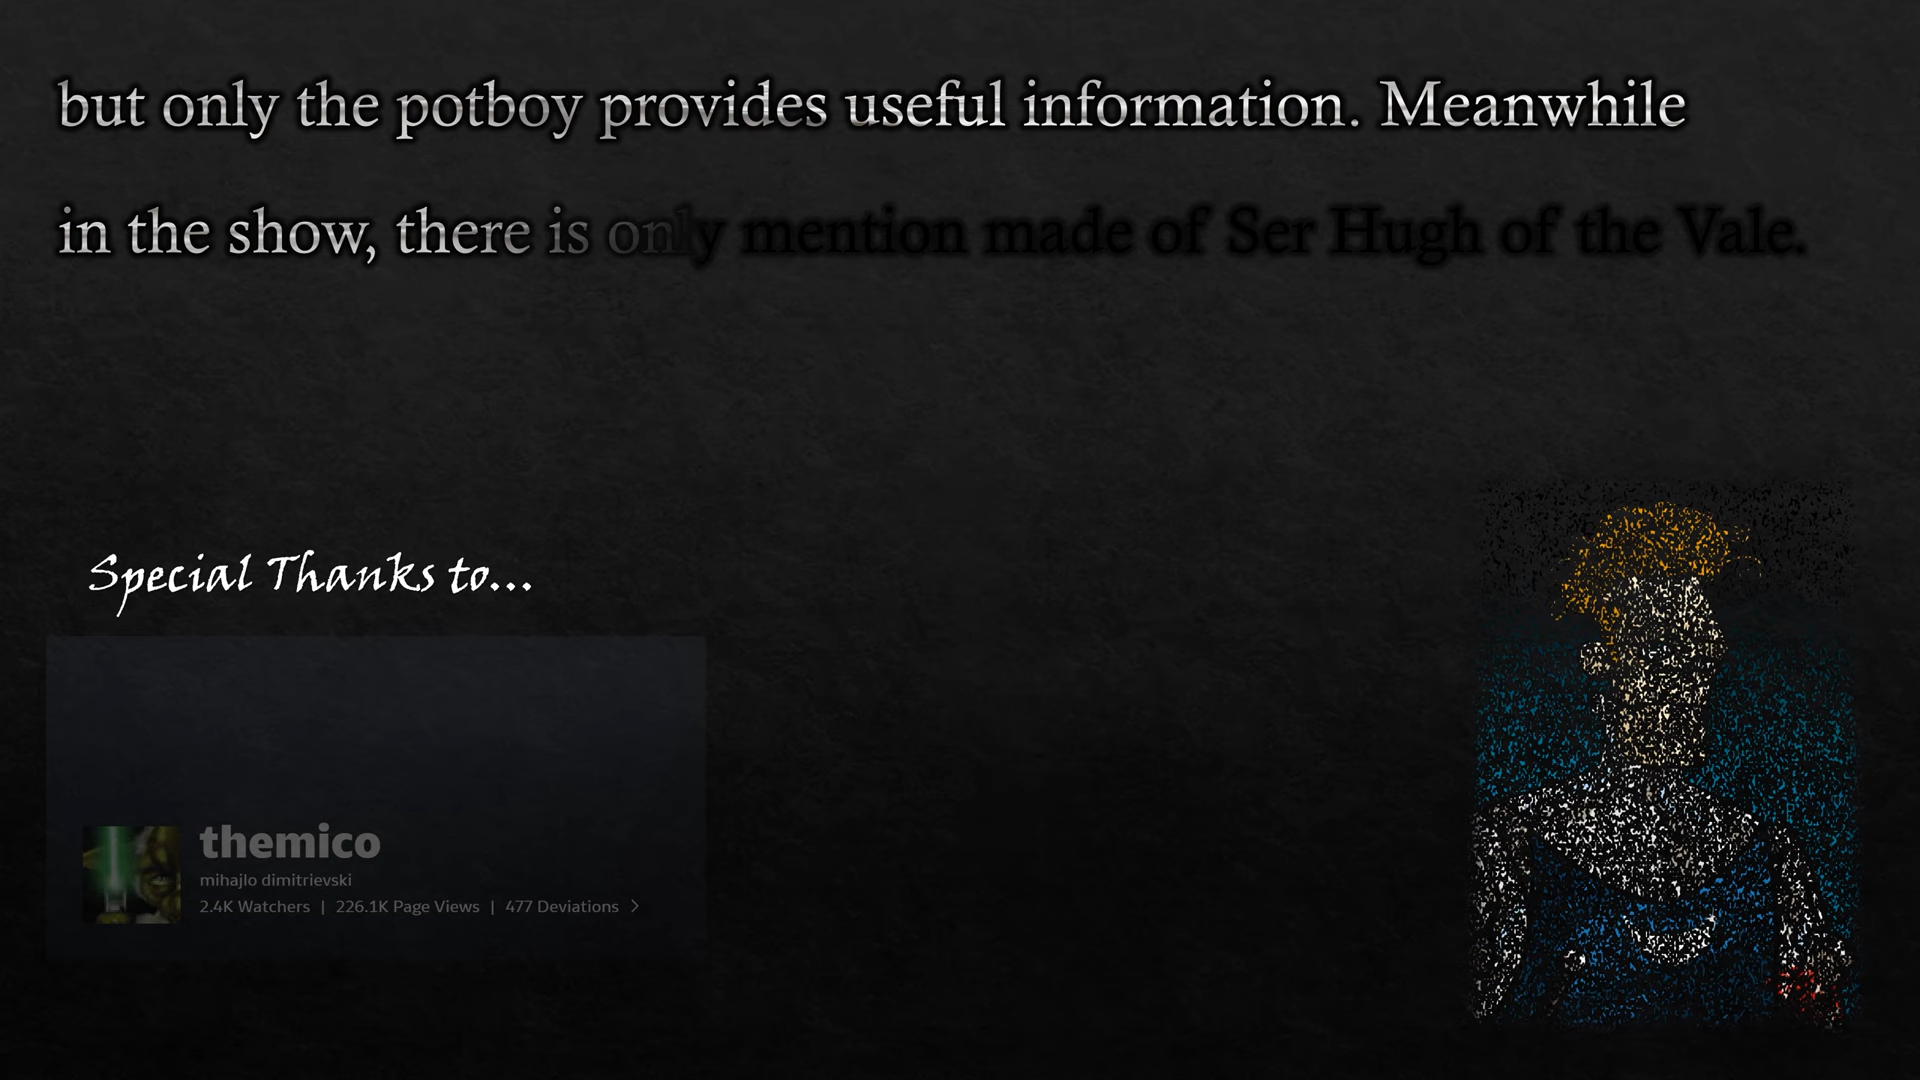 but only the potboy provides useful information. Meanwhile
in the show, there is only mention made of Ser Hugh of the Vale.
Special Thanks to...
themico
mihajlo dimitrievski
2.4K Watchers | 226.1K Page Views | 477 Deviations >